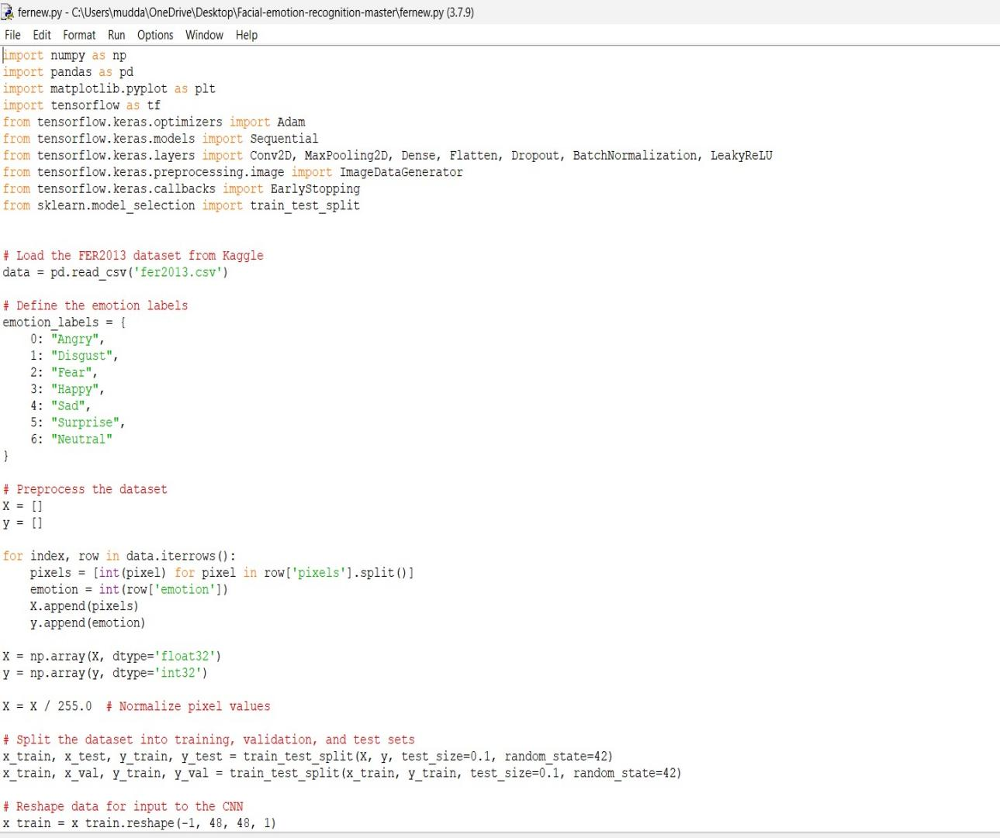 fernew.py - C:\Users\mudda\OneDrive\Desktop\Facial-emotion-recognition-master\fernew.py (3.7.9)
File Edit Format Run Options Window Help
import numpy as np
import pandas as pd
import matplotlib.pyplot as plt
import tensorflow as tf
from tensorflow.keras.optimizers import Adam
from tensorflow.keras.models import Sequential
from tensorflow.keras.layers import Conv2D, MaxPooling2D, Dense, Flatten, Dropout, BatchNormalization, LeakyReLU
from tensorflow.keras.preprocessing.image import ImageDataGenerator
from tensorflow.keras.callbacks import EarlyStopping
from sklearn.model_selection import train_test_split
# Load the FER2013 dataset from Kaggle
data = pd.read_csv('fer2013.csv')
# Define the emotion labels
emotion_labels = {
    0: "Angry",
    1: "Disgust",
    2: "Fear",
    3: "Happy",
    4: "Sad",
    5: "Surprise",
    6: "Neutral"
}
# Preprocess the dataset
X = []
y = []
for index, row in data.iterrows():
    pixels = [int(pixel) for pixel in row['pixels'].split()]
    emotion = int(row['emotion'])
    X.append(pixels)
    y.append(emotion)
X = np.array(X, dtype='float32')
y = np.array(y, dtype='int32')
X = X / 255.0  # Normalize pixel values
# Split the dataset into training, validation, and test sets
x_train, x_test, y_train, y_test = train_test_split(X, y, test_size=0.1, random_state=42)
x_train, x_val, y_train, y_val = train_test_split(x_train, y_train, test_size=0.1, random_state=42)
# Reshape data for input to the CNN
x_train = x_train.reshape(-1, 48, 48, 1)